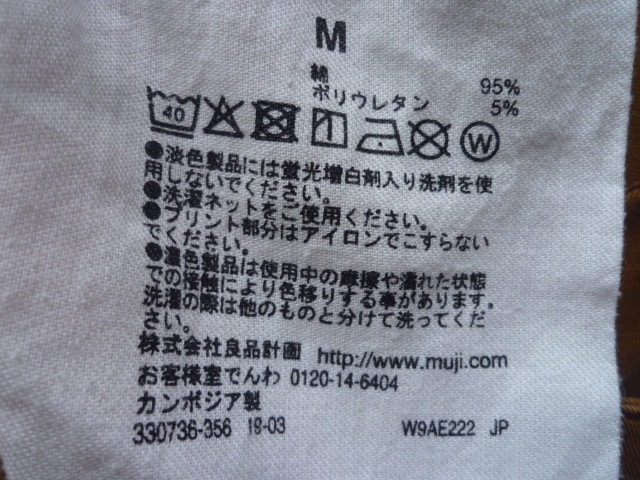 M
綿 95%
ポリウレタン 5%
40 W
●淡色製品には蛍光増白剤入り洗剤を使
用しないでください。
●洗濯ネットをご使用ください。
●プリント部分はアイロンでこすらない
でください。
●濃色製品は使用中の摩擦や濡れた状態
での接触により色移りする事があります。
洗濯の際は他のものと分けて洗ってくだ
さい。
株式会社良品計画 http://www.muji.com
お客様室でんわ 0120-14-6404
カンボジア製
330736-356 18-03 W9AE222 JP